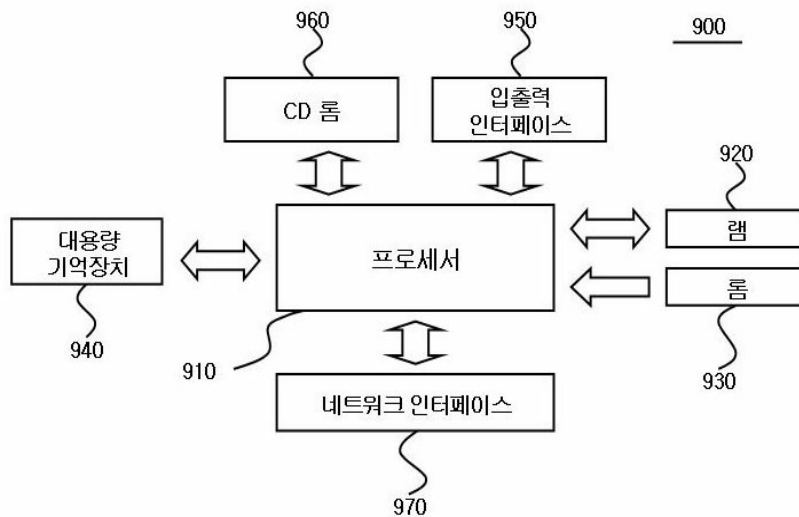 960
950
900
CD 롬
입출력
인터페이스
920
램
대용량
기억장치
프로세서
롬
940
910
930
네트워크 인터페이스
970